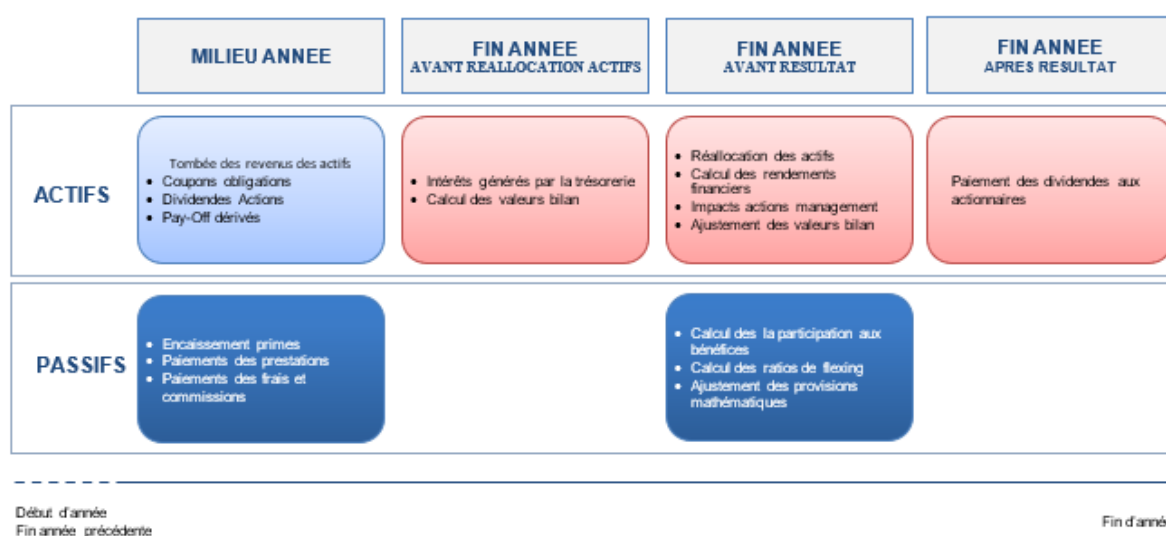 MILIEU ANNEE
FIN ANNEE
AVANT REALLOCATION ACTIFS
FIN ANNEE
AVANT RESULTAT
FIN ANNEE
APRES RESULTAT
ACTIFS
Tombée des revenus des actifs
• Coupons obligations
• Dividendes Actions
• Pay-Off dérivés
• Intérêts générés par la trésorerie
• Calcul des valeurs bilan
• Réallocation des actifs
• Calcul des rendements
financiers
• Impacts actions management
• Ajustement des valeurs bilan
Paiement des dividendes aux
actionnaires
PASSIFS
• Encaissement primes
• Paiements des prestations
• Paiements des frais et
commissions
• Calcul des la participation aux
bénéfices
• Calcul des ratios de flexing
• Ajustement des provisions
mathématiques
Début d'année
Fin année précédente
Fin d'année